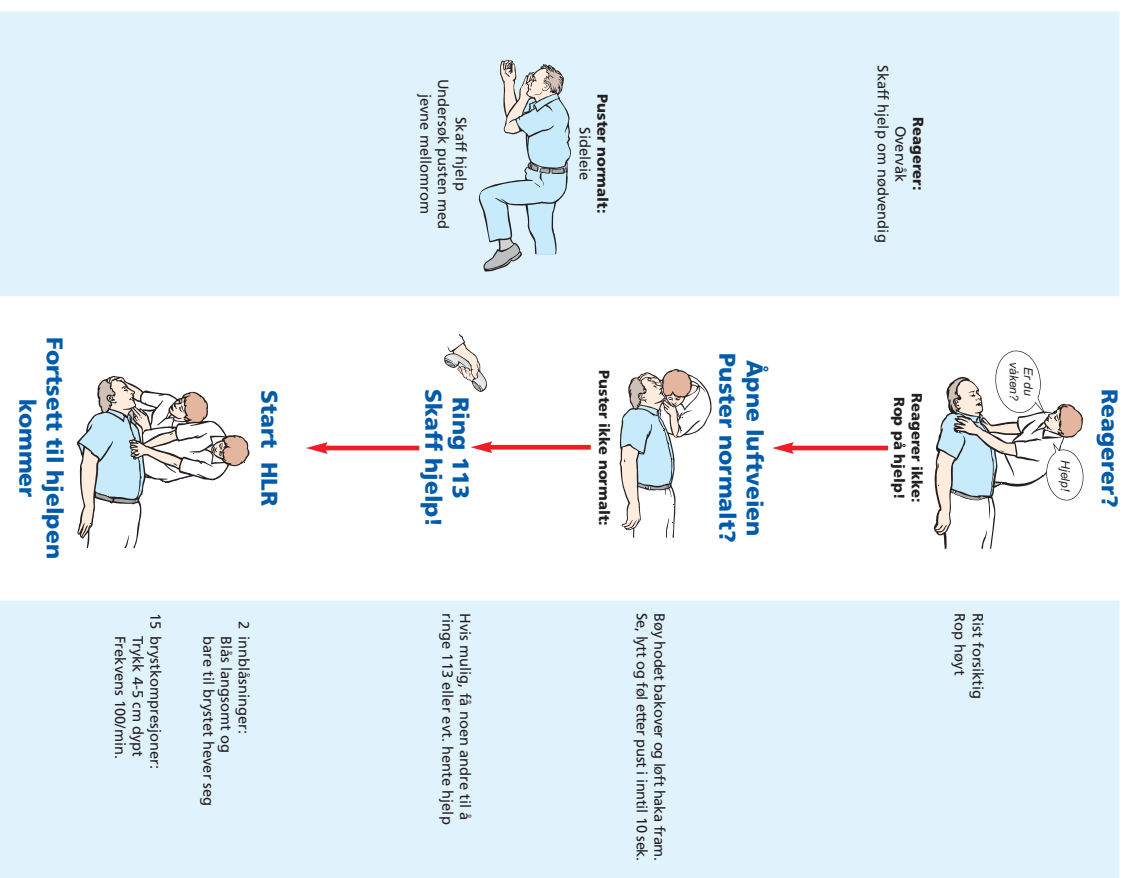 Reagerer?
Er du
våken?
Hjelp!
Reagerer ikke:
Rop på hjelp!
Rist forsiktig
Rop høyt
Reagerer:
Overvåk
Skaff hjelp om nødvendig
Åpne luftveien
Puster normalt?
Puster ikke normalt:
Bøy hodet bakover og løft haka fram.
Se, lytt og føl etter pust i inntil 10 sek.
Puster normalt:
Sideleie
Skaff hjelp
Undersøk pusten med
jevne mellomrom
Ring 113
Skaff hjelp!
Hvis mulig, få noen andre til å
ringe 113 eller evt. hente hjelp
Start HLR
2 innblåsninger:
Blås langsomt og
bare til brystet hever seg
15 brystkompresjoner:
Trykk 4-5 cm dypt
Frekvens 100/min.
Fortsett til hjelpen
kommer